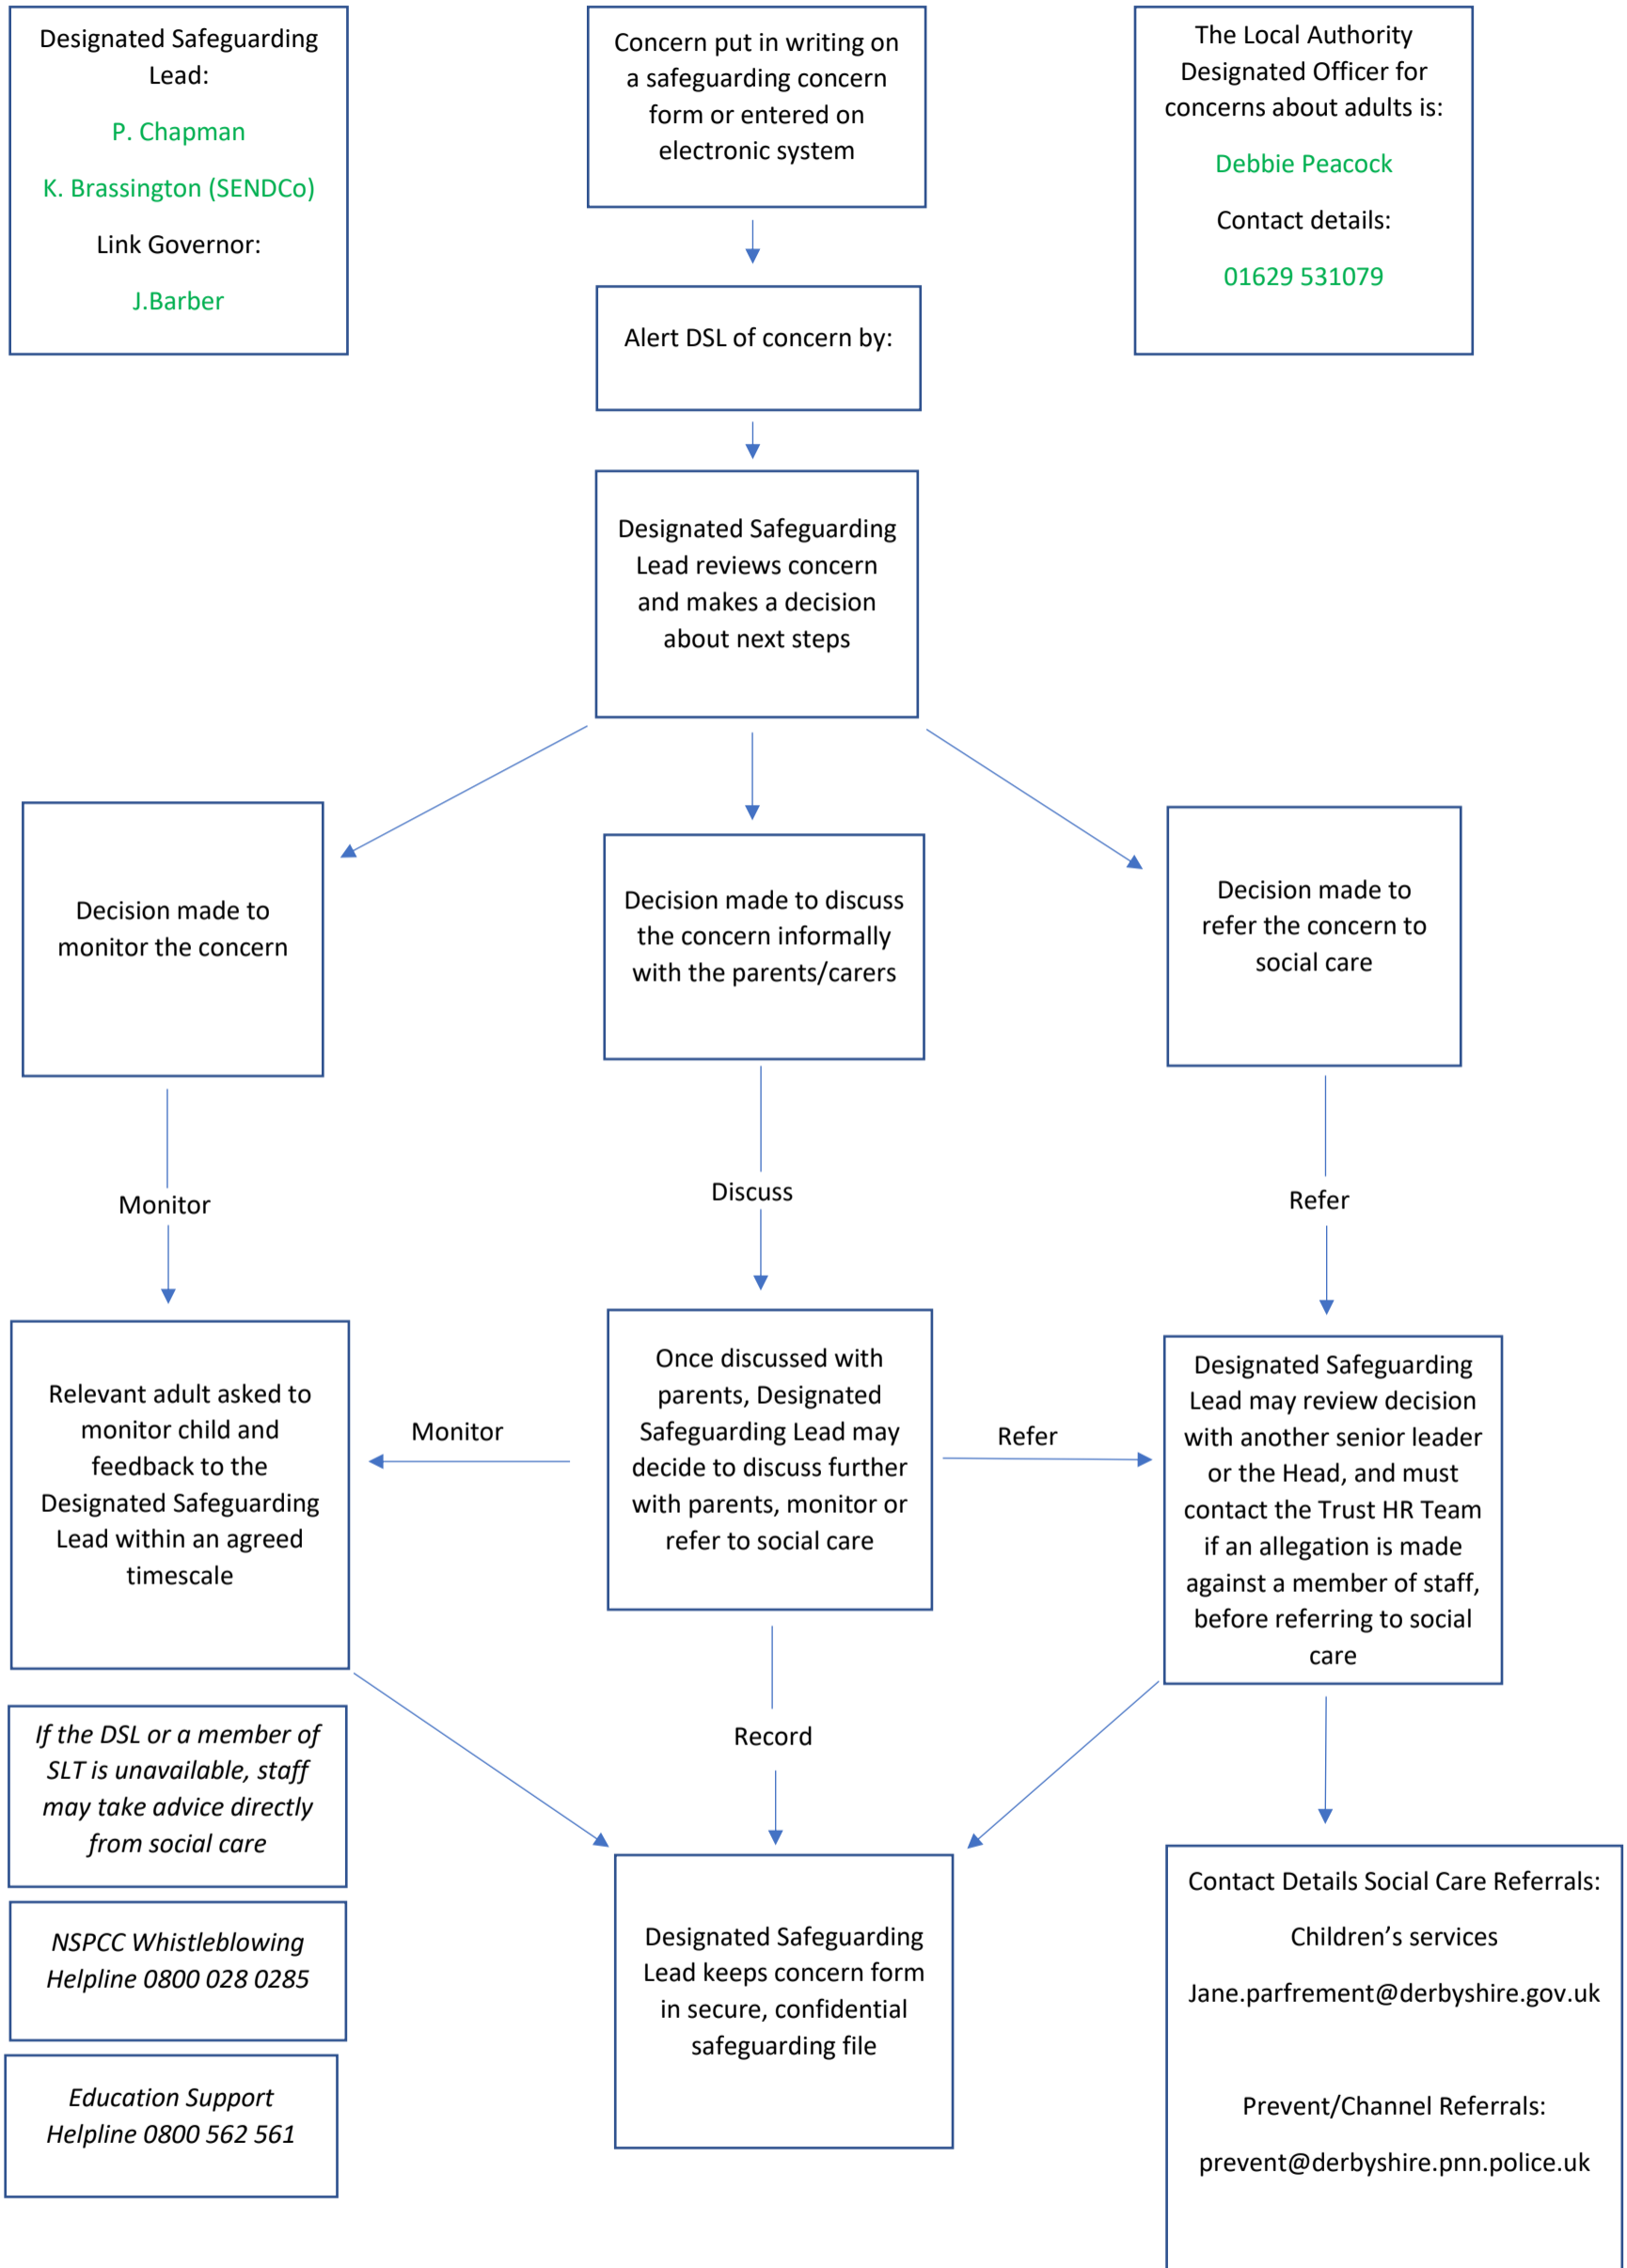 Designated Safeguarding
Lead:
P. Chapman
K. Brassington (SENDCo)
Link Governor:
J.Barber
Concern put in writing on
a safeguarding concern
form or entered on
electronic system
The Local Authority
Designated Officer for
concerns about adults is:
Debbie Peacock
Contact details:
01629 531079
Alert DSL of concern by:
Designated Safeguarding
Lead reviews concern
and makes a decision
about next steps
Decision made to
monitor the concern
Decision made to discuss
the concern informally
with the parents/carers
Decision made to
refer the concern to
social care
Monitor
Discuss
Refer
Relevant adult asked to
monitor child and
feedback to the
Designated Safeguarding
Lead within an agreed
timescale
Monitor
Once discussed with
parents, Designated
Safeguarding Lead may
decide to discuss further
with parents, monitor or
refer to social care
Refer
Designated Safeguarding
Lead may review decision
with another senior leader
or the Head, and must
contact the Trust HR Team
if an allegation is made
against a member of staff,
before referring to social
care
If the DSL or a member of
SLT is unavailable, staff
may take advice directly
from social care
Record
NSPCC Whistleblowing
Helpline 0800 028 0285
Education Support
Helpline 0800 562 561
Designated Safeguarding
Lead keeps concern form
in secure, confidential
safeguarding file
Contact Details Social Care Referrals:
Children’s services
Jane.parfrement@derbyshire.gov.uk
Prevent/Channel Referrals:
prevent@derbyshire.pnn.police.uk